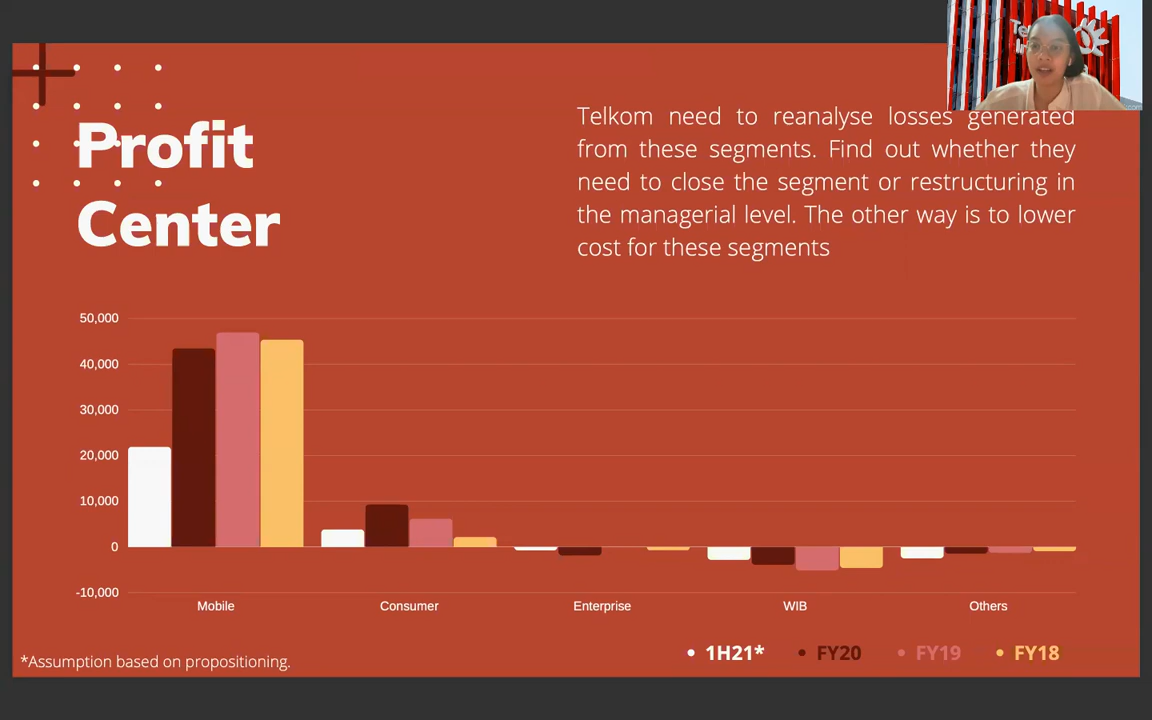 Profit
Center
Telkom need to reanalyse losses generated
from these segments. Find out whether they
need to close the segment or restructuring in
the managerial level. The other way is to lower
cost for these segments
50,000
40,000
30,000
20,000
10,000
0
-10,000
Mobile Consumer Enterprise WIB Others
*Assumption based on propositioning.
1H21* FY20 FY19 FY18